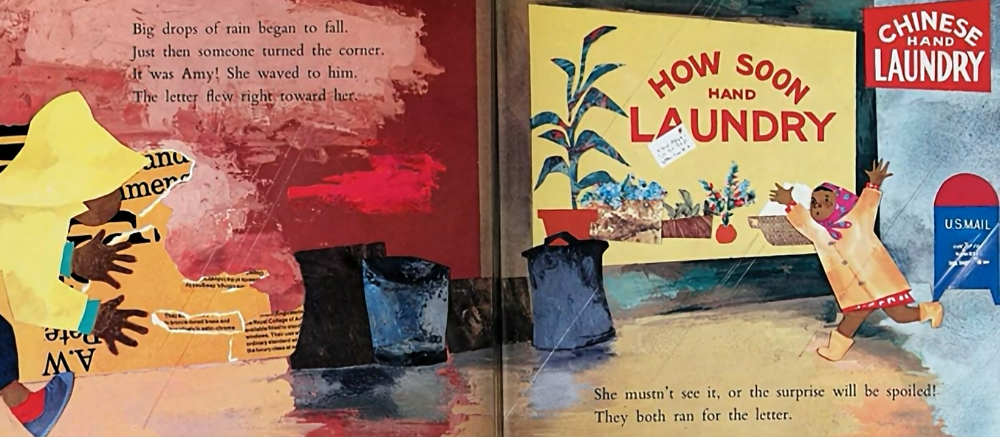 Big drops of rain began to fall.
Just then someone turned the corner.
It was Amy! She waved to him.
The letter flew right toward her.
and
mmen
A.W
HOW SOON
HAND
LAUNDRY
CHINESE
HAND
LAUNDRY
U.S.MAIL
She mustn't see it, or the surprise will be spoiled!
They both ran for the letter.